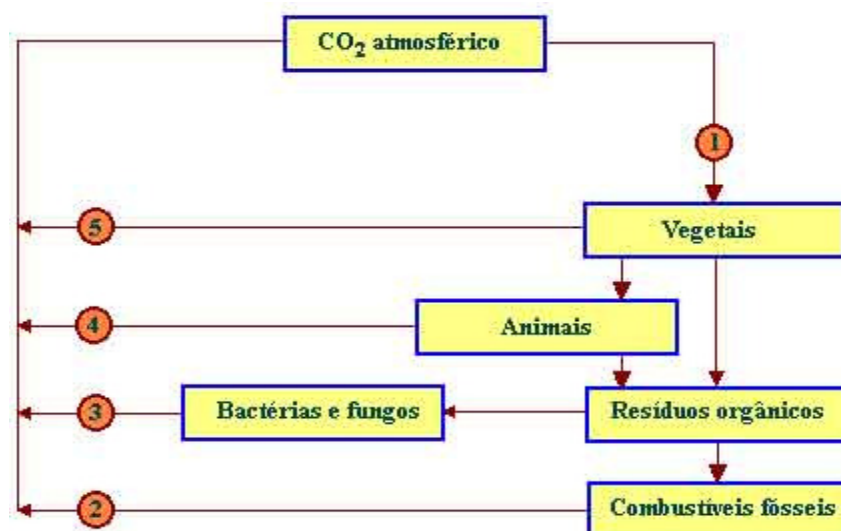 CO₂ atmosférico
1
5
Vegetais
4
Animais
3
Bactérias e fungos
Resíduos orgânicos
2
Combustíveis fósseis